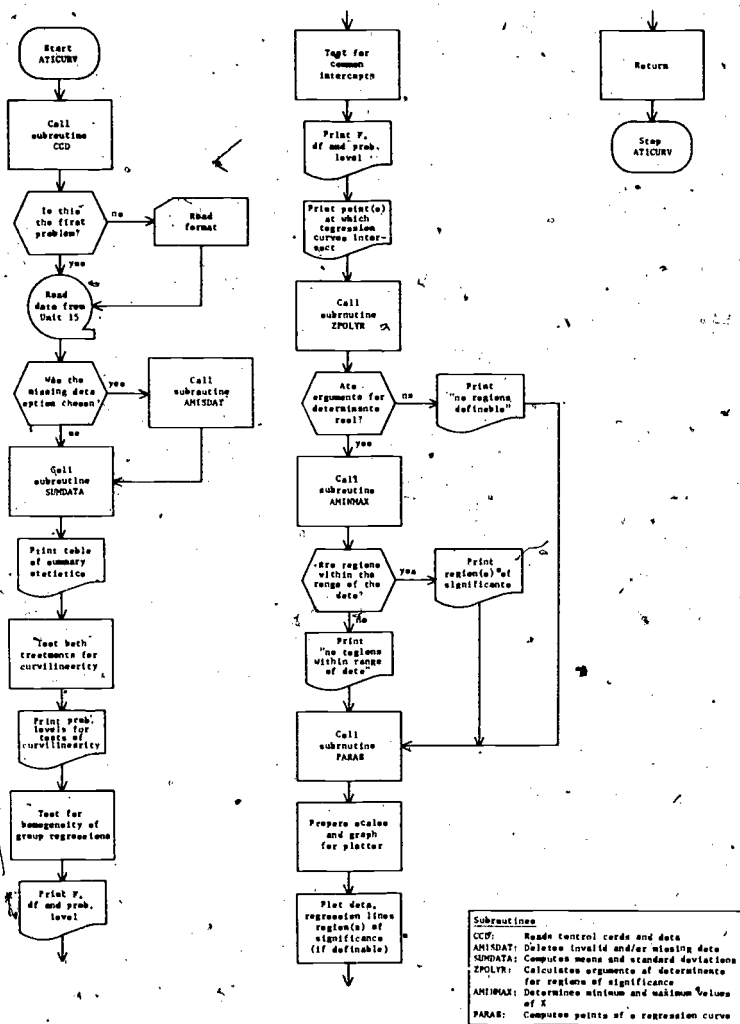 Start
ATICURV
Call
subroutine
CCD
Is this
the first
problem?
no
Read
format
yes
Read
data from
Unit 15
Was the
missing data
option chosen?
yes
Call
subroutine
AMISDAT
no
Call
subroutine
SUMDATA
Print table
of summary
statistics
Test both
treatments for
curvilinearity
Print prob.
levels for
tests of
curvilinearity
Test for
homogeneity of
group regressions
Print F,
df and prob.
level
Test for
common
intercepts
Print F,
df and prob.
level
Print point(s)
at which
regression
curves inter-
sect
Call
subroutine
ZPOLYR
Are
arguments for
determinants
real?
no
Print
"no regions
definable"
yes
Call
subroutine
AMINMAX
Are regions
within the
range of the
data?
yes
Print
region(s) of
significance
no
Print
"no regions
within range
of data"
Call
subroutine
PARAB
Prepare scales
and graph
for plotter
Plot data,
regression lines
region(s) of
significance
(if definable)
Return
Stop
ATICURV
Subroutines
CCD: Reads control cards and data
AMISDAT: Deletes invalid and/or missing data
SUMDATA: Computes means and standard deviations
ZPOLYR: Calculates arguments of determinants
for regions of significance
AMINMAX: Determines minimum and maximum values
of X
PARAB: Computes points of a regression curve